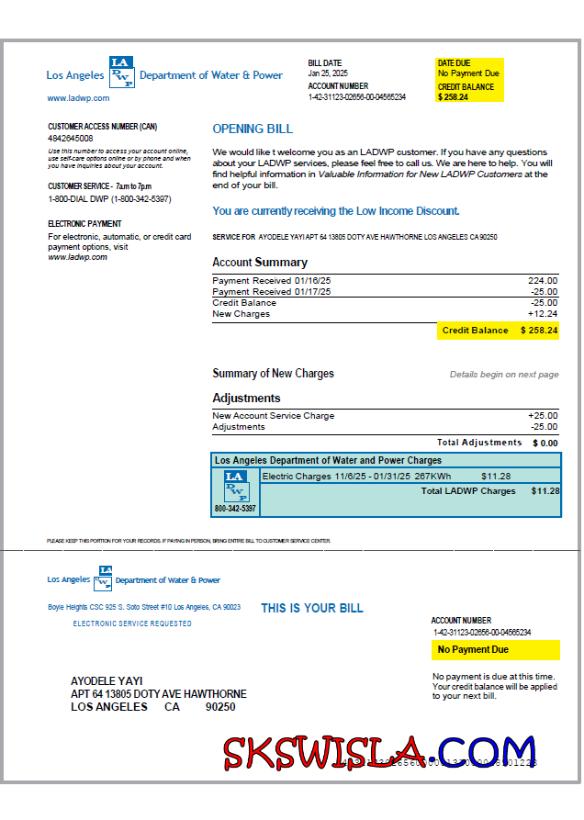 Los Angeles LA DWP Department of Water & Power
www.ladwp.com
BILL DATE
Jan 25, 2025
ACCOUNT NUMBER
1-42-31123-02656-00-04565234
DATE DUE
No Payment Due
CREDIT BALANCE
$ 258.24
CUSTOMER ACCESS NUMBER (CAN)
4842645008
Use this number to access your account online,
use self-care options online or by phone and when
you have inquiries about your account.
CUSTOMER SERVICE - 7am to 7pm
1-800-DIAL DWP (1-800-342-5397)
ELECTRONIC PAYMENT
For electronic, automatic, or credit card
payment options, visit
www.ladwp.com
OPENING BILL
We would like t welcome you as an LADWP customer. If you have any questions
about your LADWP services, please feel free to call us. We are here to help. You will
find helpful information in Valuable Information for New LADWP Customers at the
end of your bill.
You are currently receiving the Low Income Discount.
SERVICE FOR AYODELE YAYI APT 64 13805 DOTY AVE HAWTHORNE LOS ANGELES CA 90250
Account Summary
Payment Received 01/16/25 224.00
Payment Received 01/17/25 -25.00
Credit Balance -25.00
New Charges +12.24
Credit Balance $ 258.24
Summary of New Charges Details begin on next page
Adjustments
New Account Service Charge +25.00
Adjustments -25.00
Total Adjustments $ 0.00
Los Angeles Department of Water and Power Charges
LA DWP
800-342-5397
Electric Charges 11/6/25 - 01/31/25 267KWh $11.28
Total LADWP Charges $11.28
PLEASE KEEP THIS PORTION FOR YOUR RECORDS. IF PAYING IN PERSON, BRING ENTIRE BILL TO CUSTOMER SERVICE CENTER.
Los Angeles LA DWP Department of Water & Power
Boyle Heights CSC 925 S. Soto Street #10 Los Angeles, CA 90023
ELECTRONIC SERVICE REQUESTED
THIS IS YOUR BILL
ACCOUNT NUMBER
1-42-31123-02656-00-04565234
No Payment Due
No payment is due at this time.
Your credit balance will be applied
to your next bill.
AYODELE YAYI
APT 64 13805 DOTY AVE HAWTHORNE
LOS ANGELES CA 90250
SKSWISLA.COM